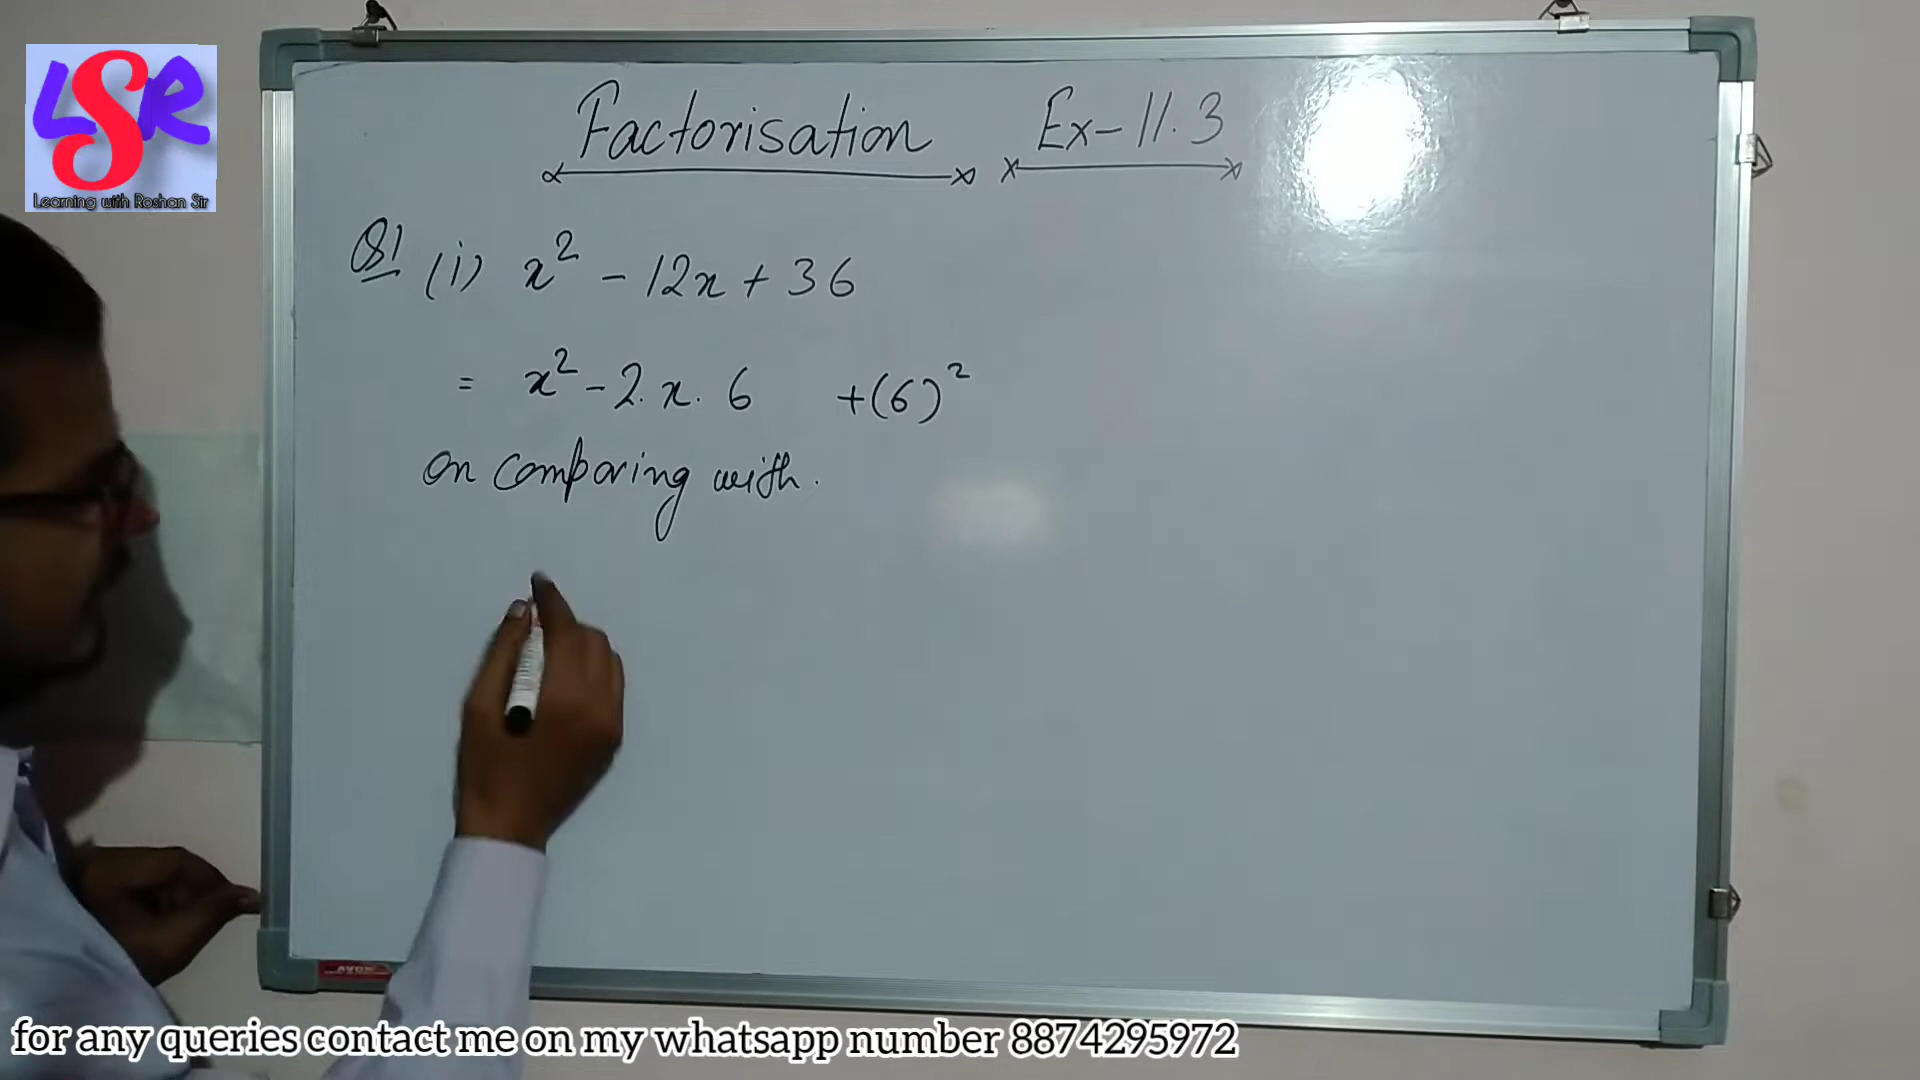 LSR
Learning with Roshan Sir
Factorisation Ex-11.3
Q1 (i) x² - 12x + 36
= x² - 2. x. 6 + (6)²
on comparing with.
for any queries contact me on my whatsapp number 8874295972